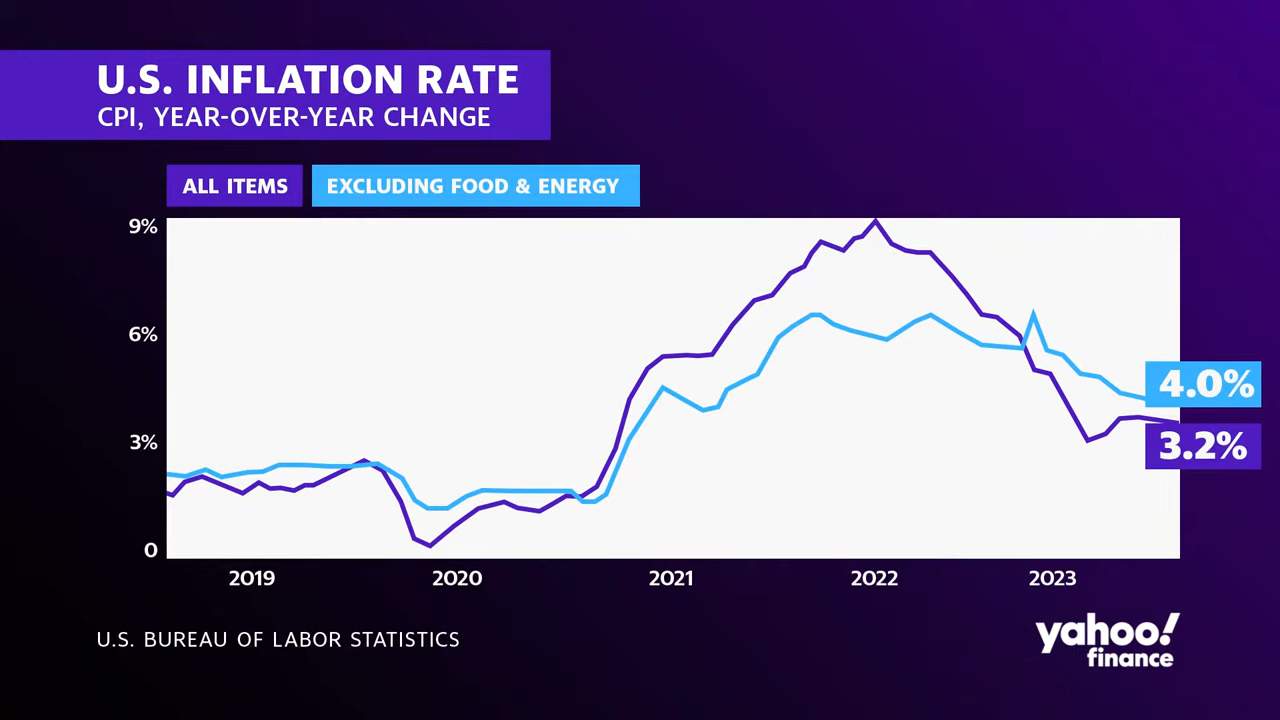 U.S. INFLATION RATE
CPI, YEAR-OVER-YEAR CHANGE
ALL ITEMS
EXCLUDING FOOD & ENERGY
9%
6%
3%
0
4.0%
3.2%
2019
2020
2021
2022
2023
U.S. BUREAU OF LABOR STATISTICS
yahoo!
finance